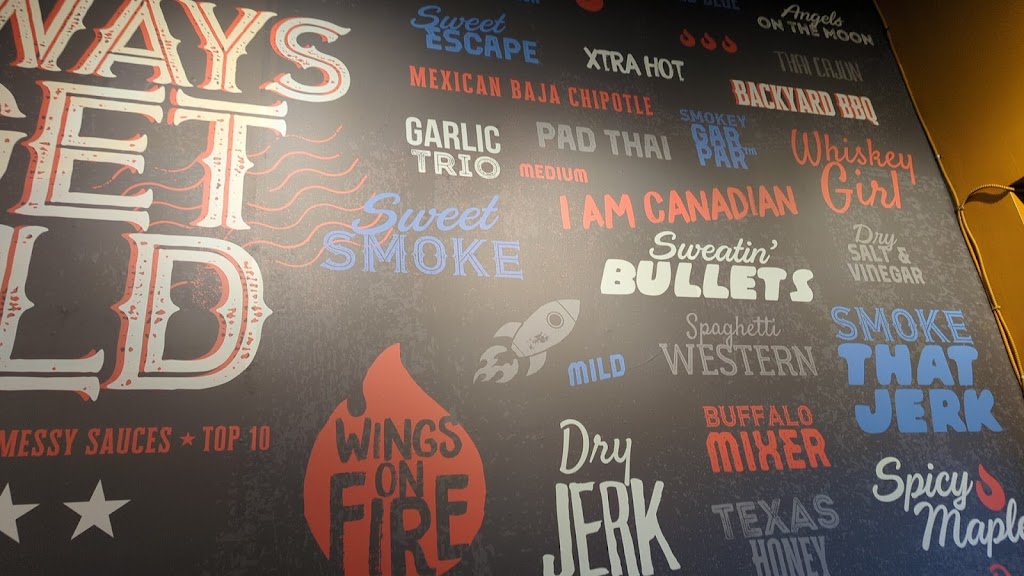 WAYS
GET
LD
MESSY SAUCES ★ TOP 10
Sweet
ESCAPE
XTRA HOT
Angels
ON THE MOON
THAI CAJUN
MEXICAN BAJA CHIPOTLE
BACKYARD BBQ
GARLIC
TRIO
PAD THAI
SMOKEY
GAR
PAR™
MEDIUM
Whiskey
Girl
I AM CANADIAN
Sweet
SMOKE
Sweatin'
BULLETS
Dry
SALT &
VINEGAR
Spaghetti
WESTERN
MILD
SMOKE
THAT
JERK
WINGS
ON
FIRE
BUFFALO
MIXER
Dry
JERK
TEXAS
HONEY
Spicy
Maple